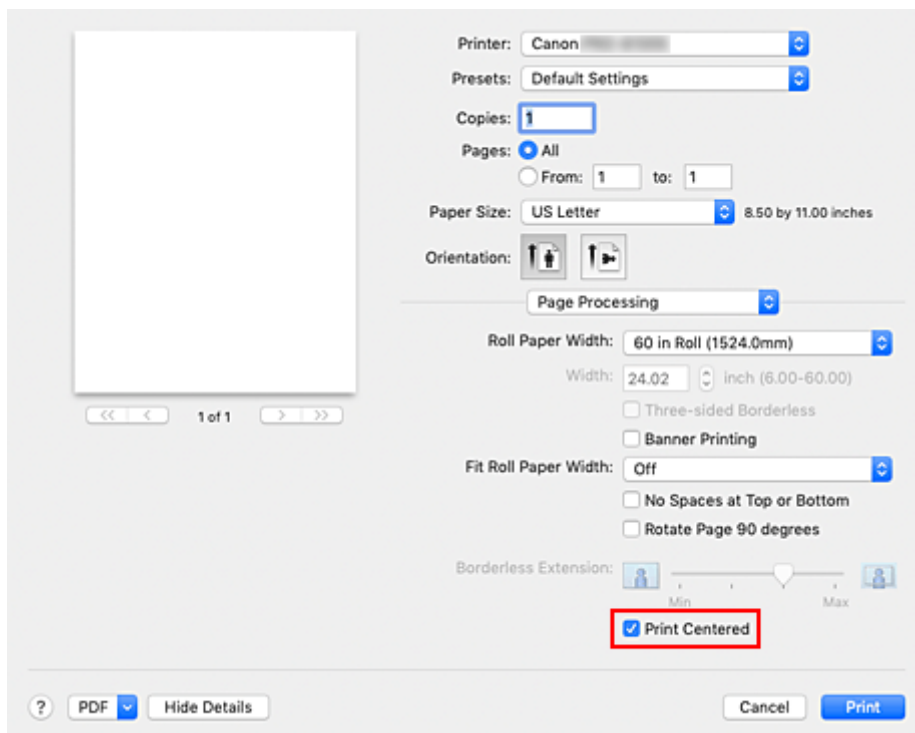 Printer: Canon
Presets: Default Settings
Copies: 1
Pages: All
From: 1 to: 1
Paper Size: US Letter 8.50 by 11.00 inches
Orientation:
Page Processing
Roll Paper Width: 60 in Roll (1524.0mm)
Width: 24.02 inch (6.00-60.00)
<< < 1 of 1 > >>
Three-sided Borderless
Banner Printing
Fit Roll Paper Width: Off
No Spaces at Top or Bottom
Rotate Page 90 degrees
Borderless Extension:
Min Max
Print Centered
? PDF Hide Details Cancel Print